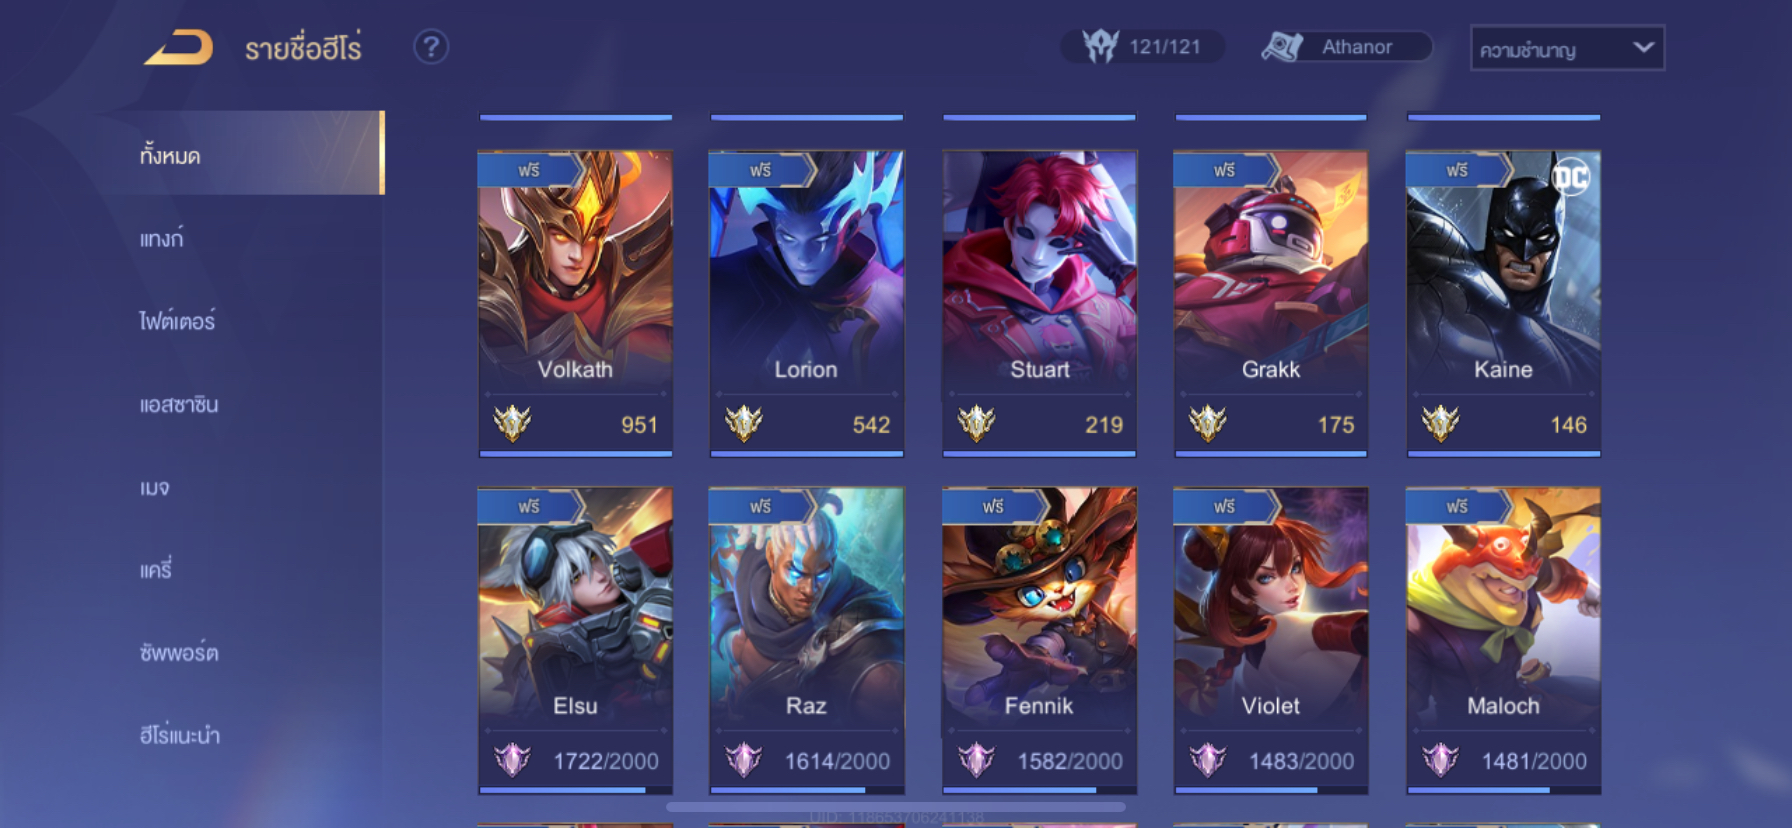 รายชื่อฮีโร่
?
121/121
Athanor
ความชำนาญ
ทั้งหมด
แทงก์
ไฟต์เตอร์
แอสซาซิน
เมจ
แครี่
ซัพพอร์ต
ฮีโร่แนะนำ
ฟรี
Volkath
951
ฟรี
Lorion
542
Stuart
219
ฟรี
Grakk
175
ฟรี
DC
Kaine
146
ฟรี
Elsu
1722/2000
ฟรี
Raz
1614/2000
ฟรี
Fennik
1582/2000
ฟรี
Violet
1483/2000
ฟรี
Maloch
1481/2000
UID: 118653706241138